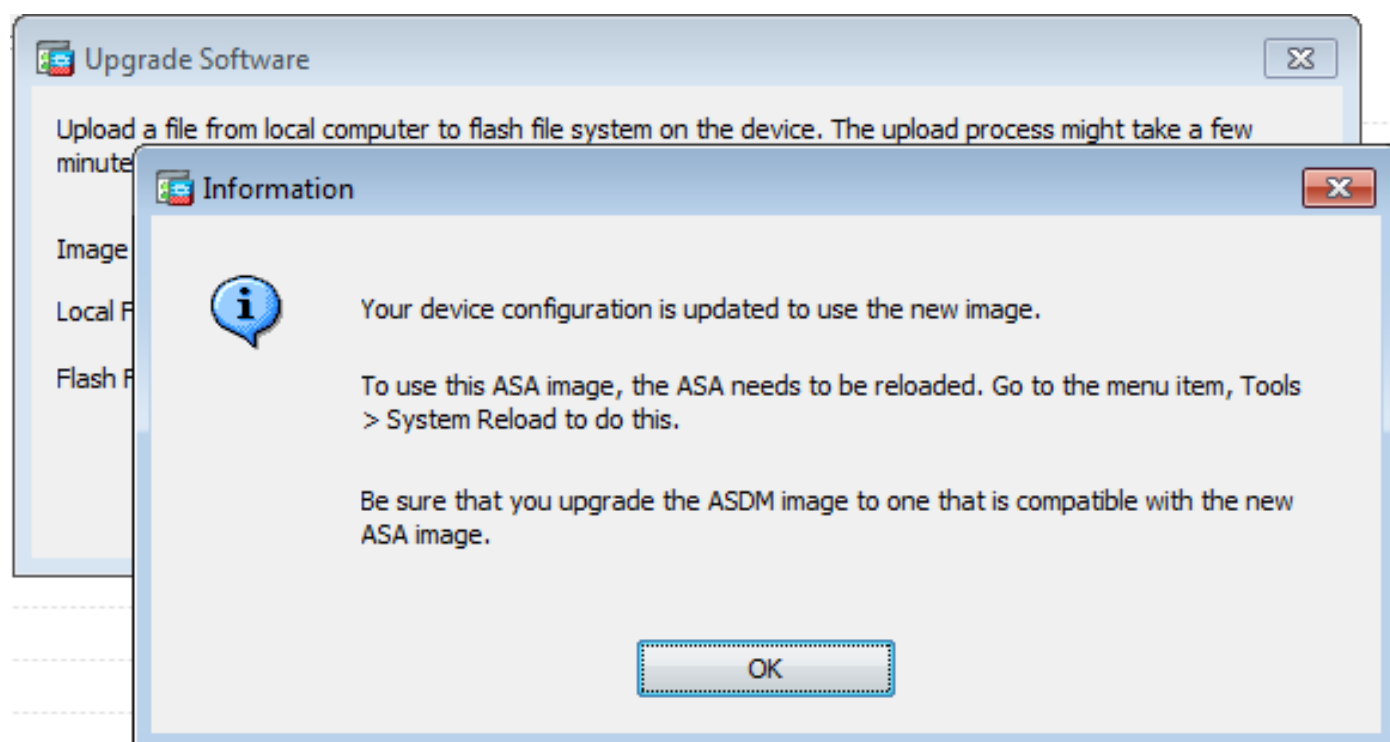 Upgrade Software
Upload a file from local computer to flash file system on the device. The upload process might take a few
minute
Information
Image
Local F
Flash F
Your device configuration is updated to use the new image.
To use this ASA image, the ASA needs to be reloaded. Go to the menu item, Tools
> System Reload to do this.
Be sure that you upgrade the ASDM image to one that is compatible with the new
ASA image.
OK